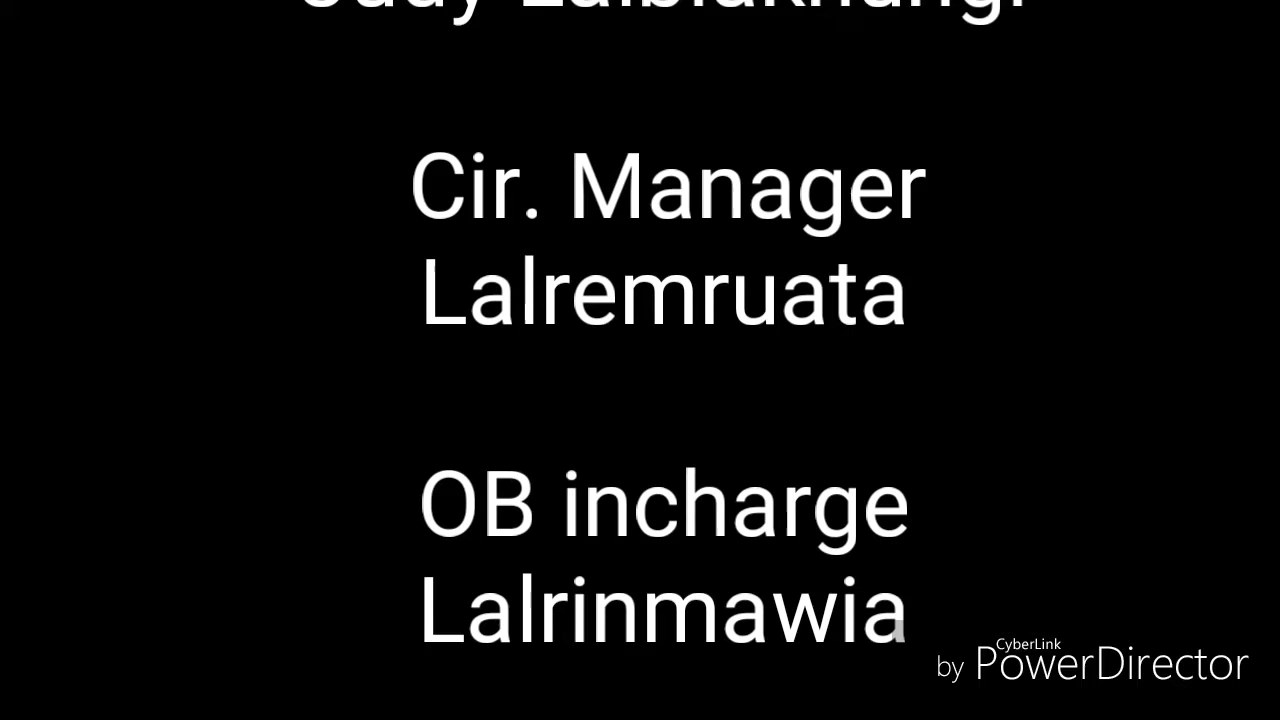 Cir. Manager
Lalremruata
OB incharge
Lalrinmawia
CyberLink
by PowerDirector